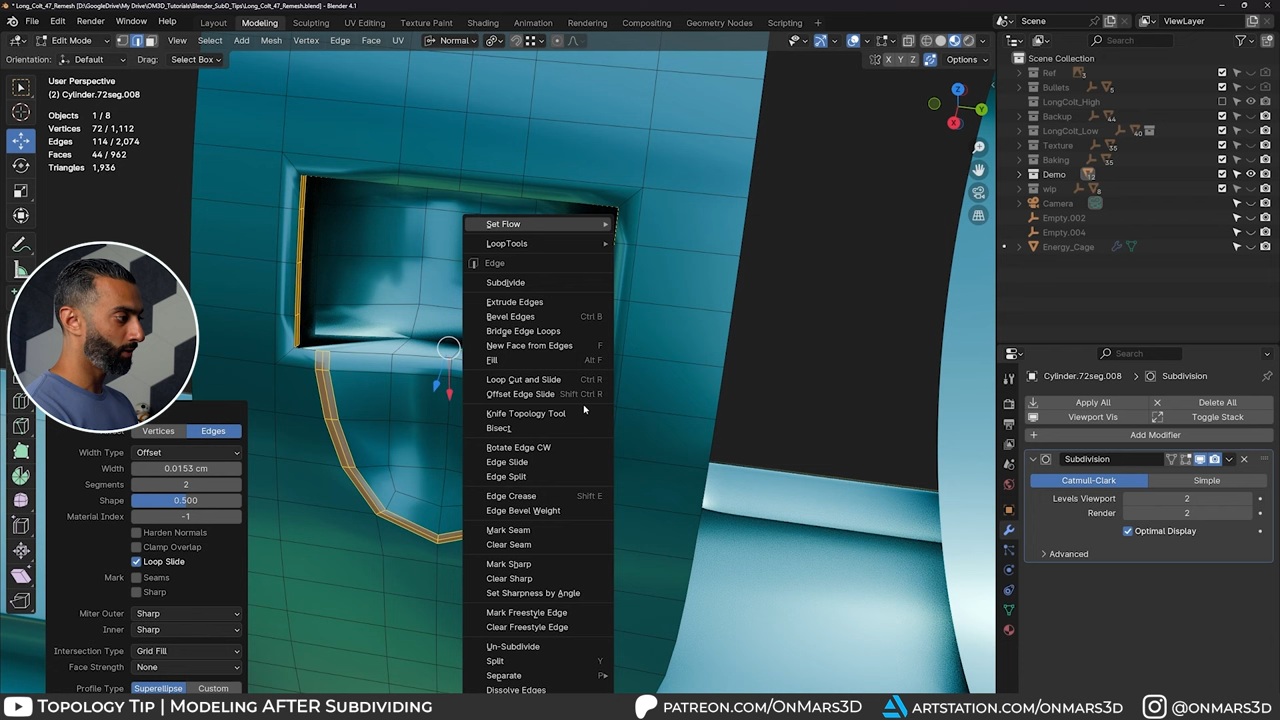 * Long_Colt_47_Remesh [D:\GoogleDrive\My Drive\OM3D_Tutorials\Blender_SubD_Tips\Long_Colt_47_Remesh.blend] - Blender 4.1
File Edit Render Window Help Layout Modeling Sculpting UV Editing Texture Paint Shading Animation Rendering Compositing Geometry Nodes Scripting Scene ViewLayer
Edit Mode View Select Add Mesh Vertex Edge Face UV Normal Search
Orientation: Default Drag: Select Box X Y Z Options
User Perspective
(2) Cylinder.72seg.008
Objects 1 / 8
Vertices 72 / 1,112
Edges 114 / 2,074
Faces 44 / 962
Triangles 1,936
Z
Y
X
Set Flow
LoopTools
Edge
Subdivide
Extrude Edges
Bevel Edges Ctrl B
Bridge Edge Loops
New Face from Edges F
Fill Alt F
Loop Cut and Slide Ctrl R
Offset Edge Slide Shift Ctrl R
Knife Topology Tool
Bisect
Rotate Edge CW
Edge Slide
Edge Split
Edge Crease Shift E
Edge Bevel Weight
Mark Seam
Clear Seam
Mark Sharp
Clear Sharp
Set Sharpness by Angle
Mark Freestyle Edge
Clear Freestyle Edge
Un-Subdivide
Split Y
Separate P
Dissolve Edges
Vertices Edges
Width Type Offset
Width 0.0153 cm
Segments 2
Shape 0.500
Material Index -1
Harden Normals
Clamp Overlap
Loop Slide
Mark Seams
Sharp
Miter Outer Sharp
Inner Sharp
Intersection Type Grid Fill
Face Strength None
Profile Type Superellipse Custom
Scene Collection
Ref 3
Bullets 5
LongColt_High
Backup 44
LongColt_Low 40
Texture 35
Baking 35
Demo
wip 8
Camera
Empty.002
Empty.004
Energy_Cage
Search
Cylinder.72seg.008 Subdivision
Apply All Delete All
Viewport Vis Toggle Stack
Add Modifier
Subdivision
Catmull-Clark Simple
Levels Viewport 2
Render 2
Optimal Display
Advanced
TOPOLOGY TIP | MODELING AFTER SUBDIVIDING PATREON.COM/ONMARS3D ARTSTATION.COM/ONMARS3D @ONMARS3D